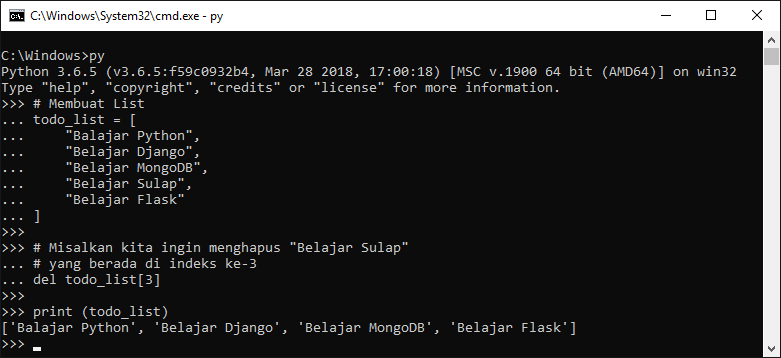 C:\Windows\System32\cmd.exe - py
C:\Windows>py
Python 3.6.5 (v3.6.5:f59c0932b4, Mar 28 2018, 17:00:18) [MSC v.1900 64 bit (AMD64)] on win32
Type "help", "copyright", "credits" or "license" for more information.
>>> # Membuat List
... todo_list = [
...     "Balajar Python",
...     "Belajar Django",
...     "Belajar MongoDB",
...     "Belajar Sulap",
...     "Belajar Flask"
... ]
>>>
>>> # Misalkan kita ingin menghapus "Belajar Sulap"
... # yang berada di indeks ke-3
... del todo_list[3]
>>>
>>> print (todo_list)
['Balajar Python', 'Belajar Django', 'Belajar MongoDB', 'Belajar Flask']
>>>